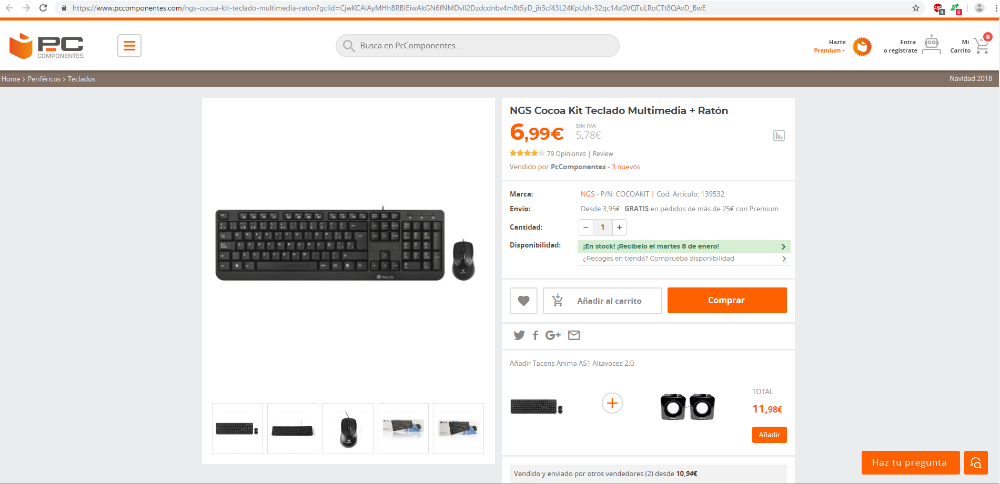 https://www.pccomponentes.com/ngs-cocoa-kit-teclado-multimedia-raton?gclid=CjwKCAiAyMHhBRBIEiwAkGN6fNMDvII2Dzdcdnbv4m8t5yD_jh3cf43L24KpUsh-32qc14sGVQTuLRoCTt8QAvD_BwE
ABP
9
6
PC
COMPONENTES
Busca en PcComponentes...
Hazte
Premium
Entra
o regístrate
Mi
Carrito
0
Home > Periféricos > Teclados
Navidad 2018
NGS Cocoa Kit Teclado Multimedia + Ratón
6,99€
SIN IVA
5,78€
79 Opiniones | Review
Vendido por PcComponentes - 3 nuevos
Marca:
NGS - P/N: COCOAKIT | Cod. Artículo: 139532
Envío:
Desde 3,95€ GRATIS en pedidos de más de 25€ con Premium
Cantidad:
− 1 +
Disponibilidad:
¡En stock! ¡Recíbelo el martes 8 de enero!
¿Recoges en tienda? Comprueba disponibilidad
NGS
Añadir al carrito
Comprar
G+
Añadir Tacens Anima AS1 Altavoces 2.0
TOTAL
11,98€
Añadir
Haz tu pregunta
Vendido y enviado por otros vendedores (2) desde 10,94€